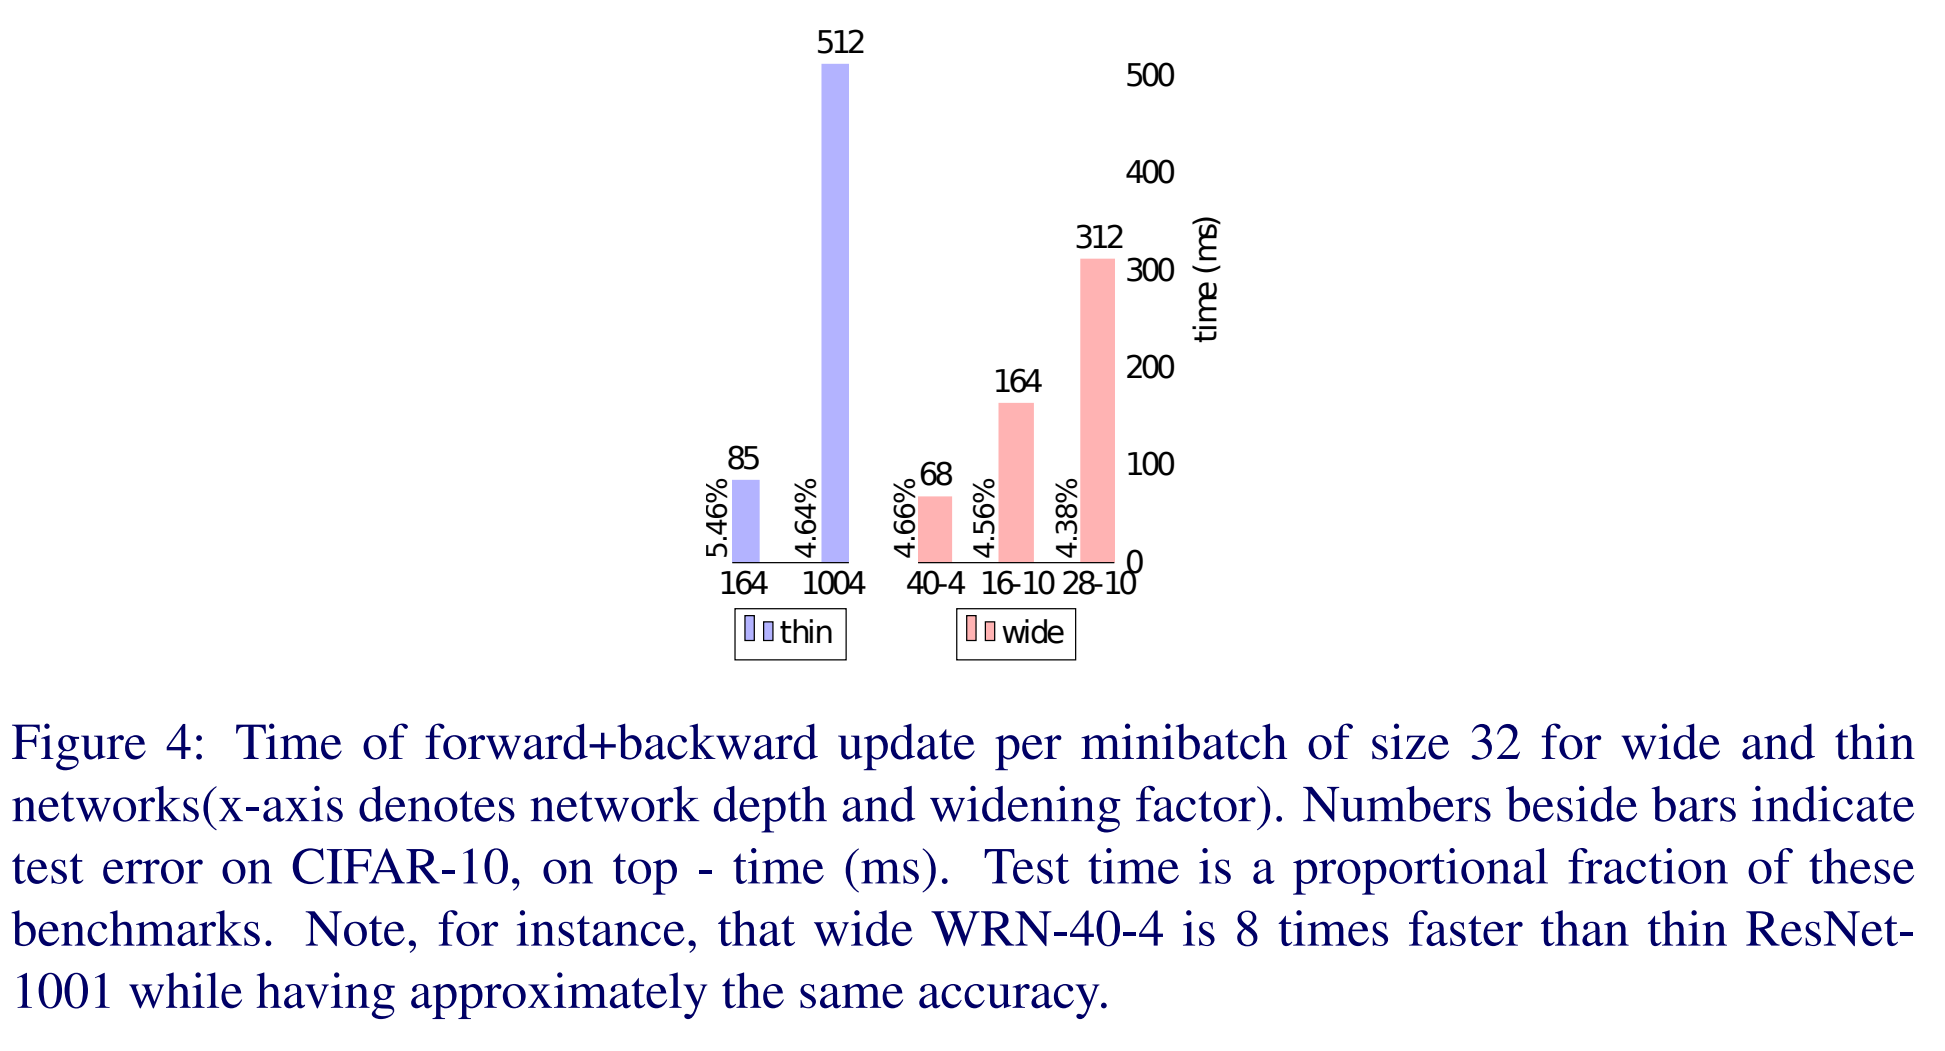 512
500
400
312
300
time (ms)
200
164
100
85
68
5.46%
4.64%
4.66%
4.56%
4.38%
0
164 1004 40-4 16-10 28-10
thin wide
Figure 4: Time of forward+backward update per minibatch of size 32 for wide and thin
networks(x-axis denotes network depth and widening factor). Numbers beside bars indicate
test error on CIFAR-10, on top - time (ms). Test time is a proportional fraction of these
benchmarks. Note, for instance, that wide WRN-40-4 is 8 times faster than thin ResNet-
1001 while having approximately the same accuracy.